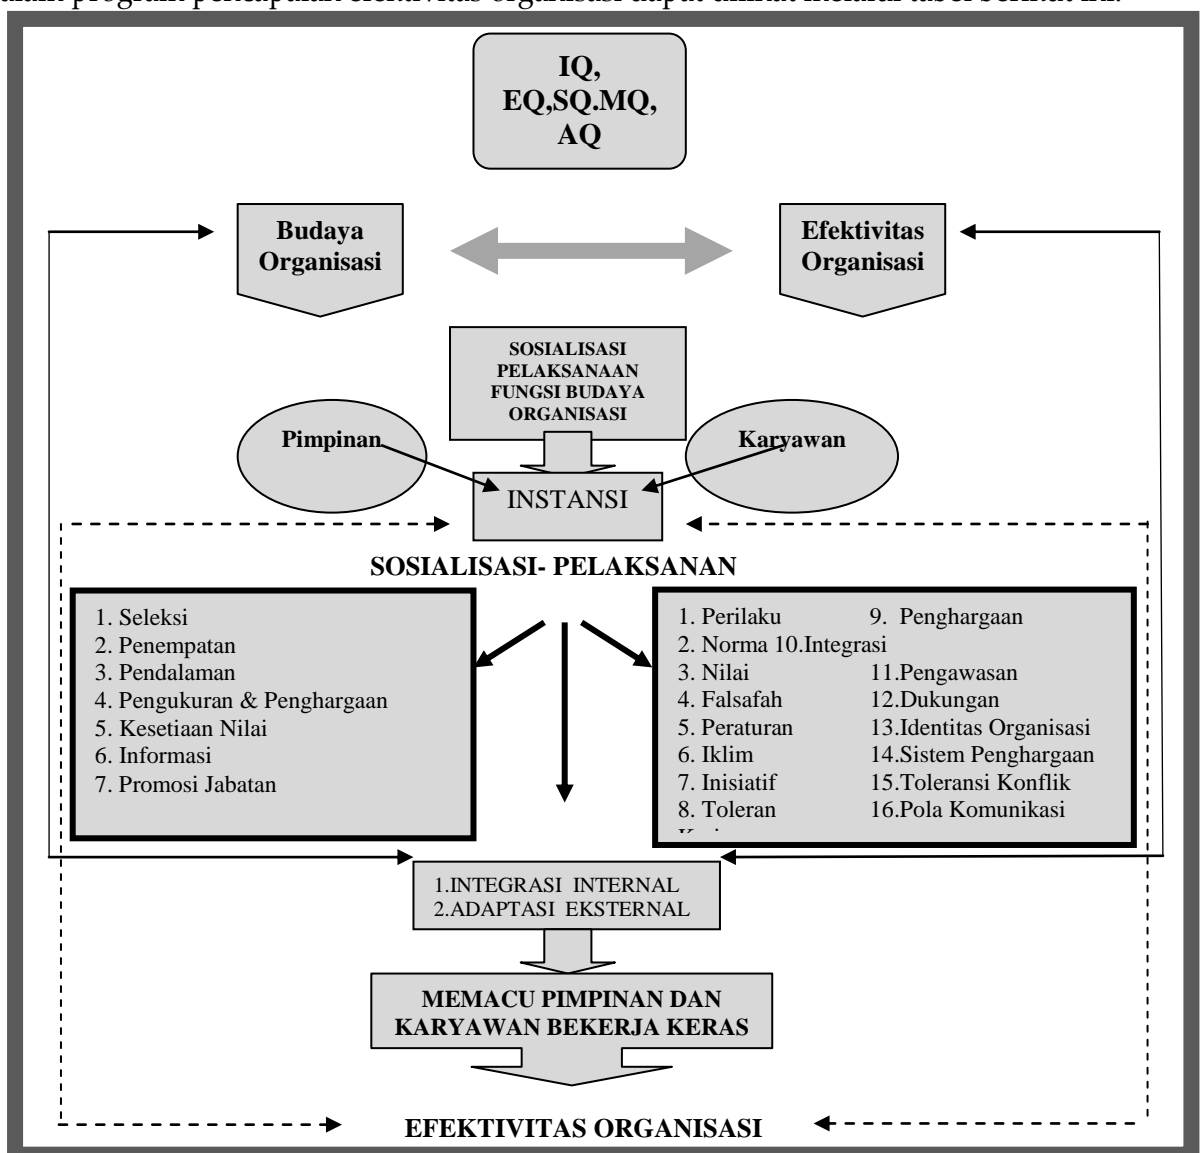 program pencapaian efektivitas organisasi dapat dilihat melalui tabel berikut ini:
IQ,
EQ,SQ.MQ,
AQ
Budaya
Organisasi
Efektivitas
Organisasi
SOSIALISASI
PELAKSANAAN
FUNGSI BUDAYA
ORGANISASI
Pimpinan
Karyawan
INSTANSI
SOSIALISASI- PELAKSANAN
1. Seleksi
2. Penempatan
3. Pendalaman
4. Pengukuran & Penghargaan
5. Kesetiaan Nilai
6. Informasi
7. Promosi Jabatan
1. Perilaku 9. Penghargaan
2. Norma 10.Integrasi
3. Nilai 11.Pengawasan
4. Falsafah 12.Dukungan
5. Peraturan 13.Identitas Organisasi
6. Iklim 14.Sistem Penghargaan
7. Inisiatif 15.Toleransi Konflik
8. Toleran 16.Pola Komunikasi
1.INTEGRASI INTERNAL
2.ADAPTASI EKSTERNAL
MEMACU PIMPINAN DAN
KARYAWAN BEKERJA KERAS
EFEKTIVITAS ORGANISASI